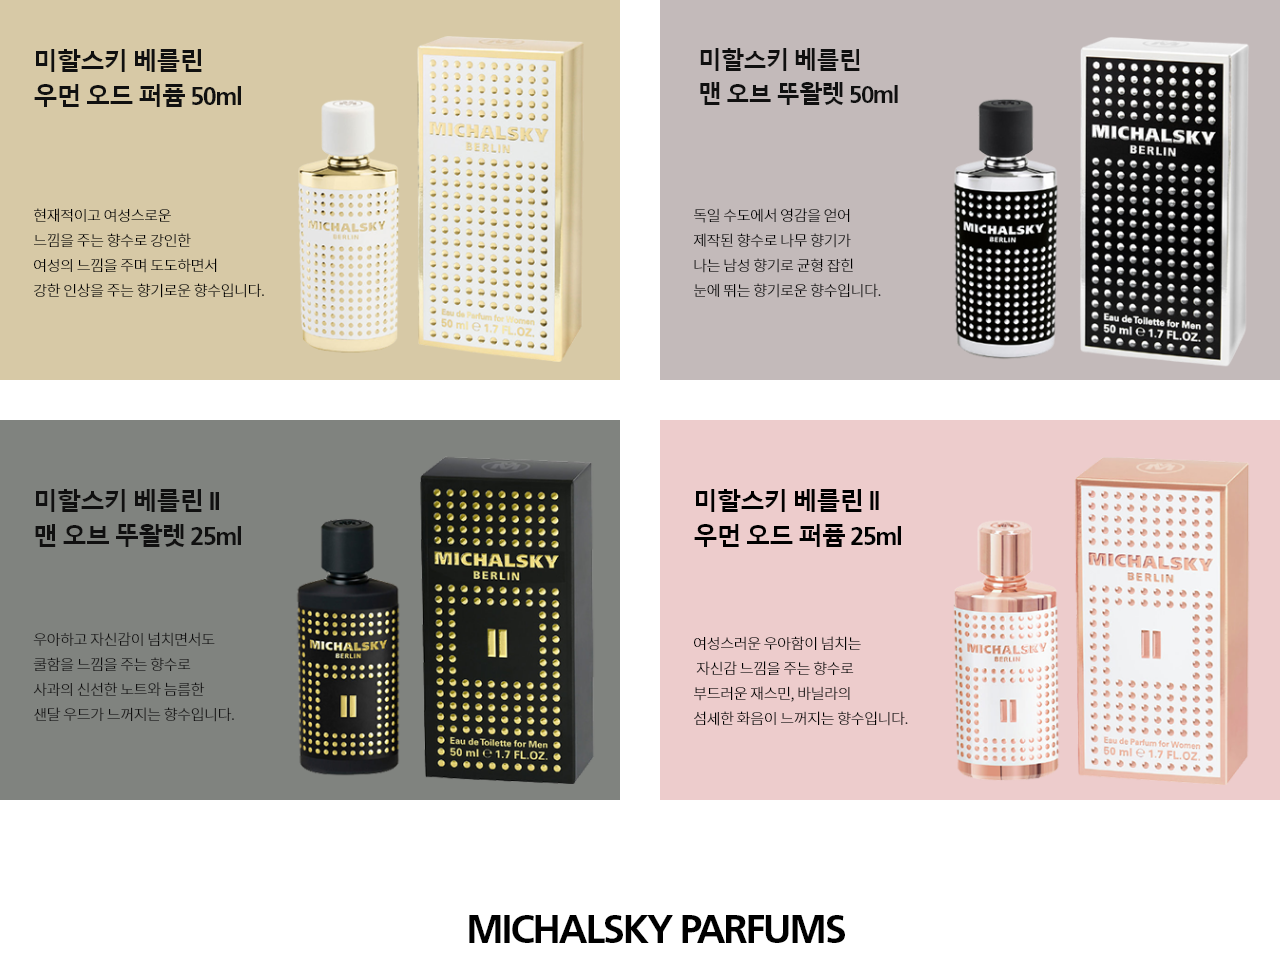 미할스키 베를린
우먼 오드 퍼퓸 50ml
현재적이고 여성스로운
느낌을 주는 향수로 강인한
여성의 느낌을 주며 도도하면서
강한 인상을 주는 향기로운 향수입니다.
MICHALSKY
BERLIN
MICHALSKY
BERLIN
Eau de Parfum for Women
50 ml ℮ 1.7 FL.OZ.
미할스키 베를린
맨 오브 뚜왈렛 50ml
독일 수도에서 영감을 얻어
제작된 향수로 나무 향기가
나는 남성 향기로 균형 잡힌
눈에 뛰는 향기로운 향수입니다.
MICHALSKY
BERLIN
MICHALSKY
BERLIN
Eau de Toilette for Men
50 ml ℮ 1.7 FL.OZ.
미할스키 베를린 II
맨 오브 뚜왈렛 25ml
우아하고 자신감이 넘치면서도
쿨함을 느낌을 주는 향수로
사과의 신선한 노트와 늠름한
샌달 우드가 느꺼지는 향수입니다.
MICHALSKY
BERLIN
II
MICHALSKY
BERLIN
II
Eau de Toilette for Men
50 ml ℮ 1.7 FL.OZ.
미할스키 베를린 II
우먼 오드 퍼퓸 25ml
여성스러운 우아함이 넘치는
자신감 느낌을 주는 향수로
부드러운 재스민, 바닐라의
섬세한 화음이 느꺼지는 향수입니다.
MICHALSKY
BERLIN
II
MICHALSKY
BERLIN
II
Eau de Parfum for Women
50 ml ℮ 1.7 FL.OZ.
MICHALSKY PARFUMS